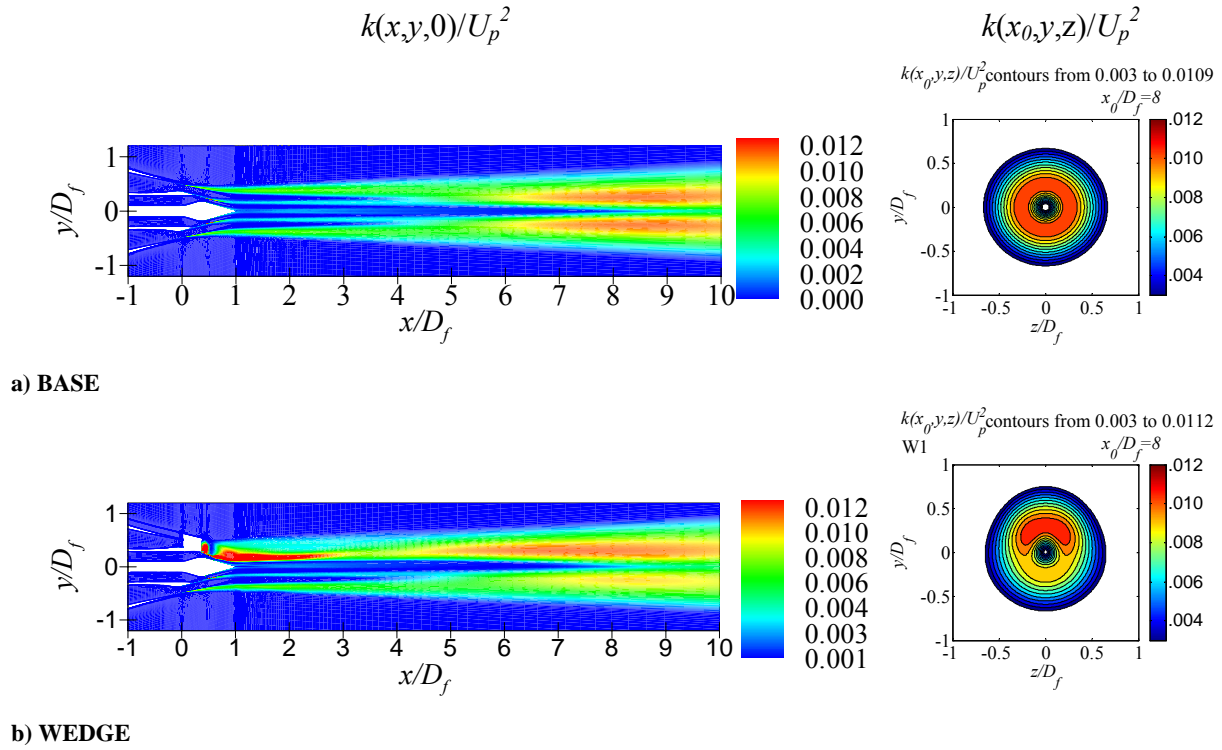 k(x,y,0)/U_p^2
k(x_0,y,z)/U_p^2
k(x_0,y,z)/U_p^2 contours from 0.003 to 0.0109
x_0/D_f=8
1
0
-1
y/D_f
-1 0 1 2 3 4 5 6 7 8 9 10
x/D_f
0.012
0.010
0.008
0.006
0.004
0.002
0.000
1
0.5
0
-0.5
-1
y/D_f
-1 -0.5 0 0.5 1
z/D_f
.012
.010
.008
.006
.004
a) BASE
k(x_0,y,z)/U_p^2 contours from 0.003 to 0.0112
W1 x_0/D_f=8
1
0
-1
y/D_f
-1 0 1 2 3 4 5 6 7 8 9 10
x/D_f
0.012
0.010
0.008
0.006
0.004
0.003
0.001
1
0.5
0
-0.5
-1
y/D_f
-1 -0.5 0 0.5 1
z/D_f
.012
.010
.008
.006
.004
b) WEDGE